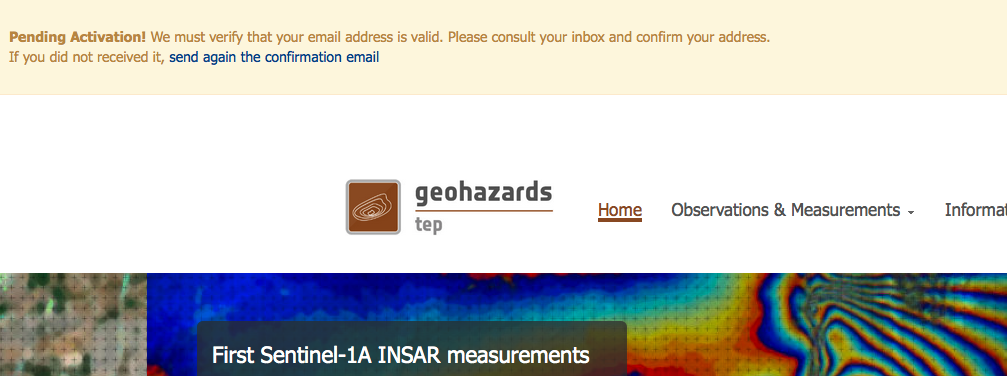 Pending Activation! We must verify that your email address is valid. Please consult your inbox and confirm your address.
If you did not received it, send again the confirmation email
geohazards
tep
Home
Observations & Measurements
Informat
First Sentinel-1A INSAR measurements